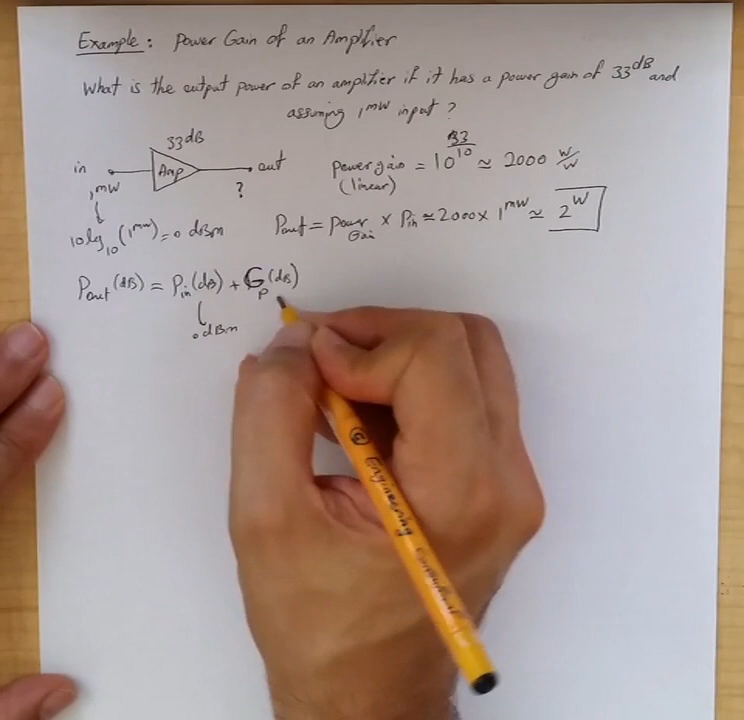 Example: Power Gain of an Amplifier
What is the output power of an amplifier if it has a power gain of 33dB and
assuming 1mW input?
33dB
in Amp out
1mW ?
Power gain = 10^(33/10) ≃ 2000 W/W
(linear)
10log10(1mW)=0 dBm
Pout = Power Gain × Pin ≃ 2000 × 1mW ≃ 2W
Pout(dB) = Pin(dB) + Gp(dB)
0dBm
Engineering